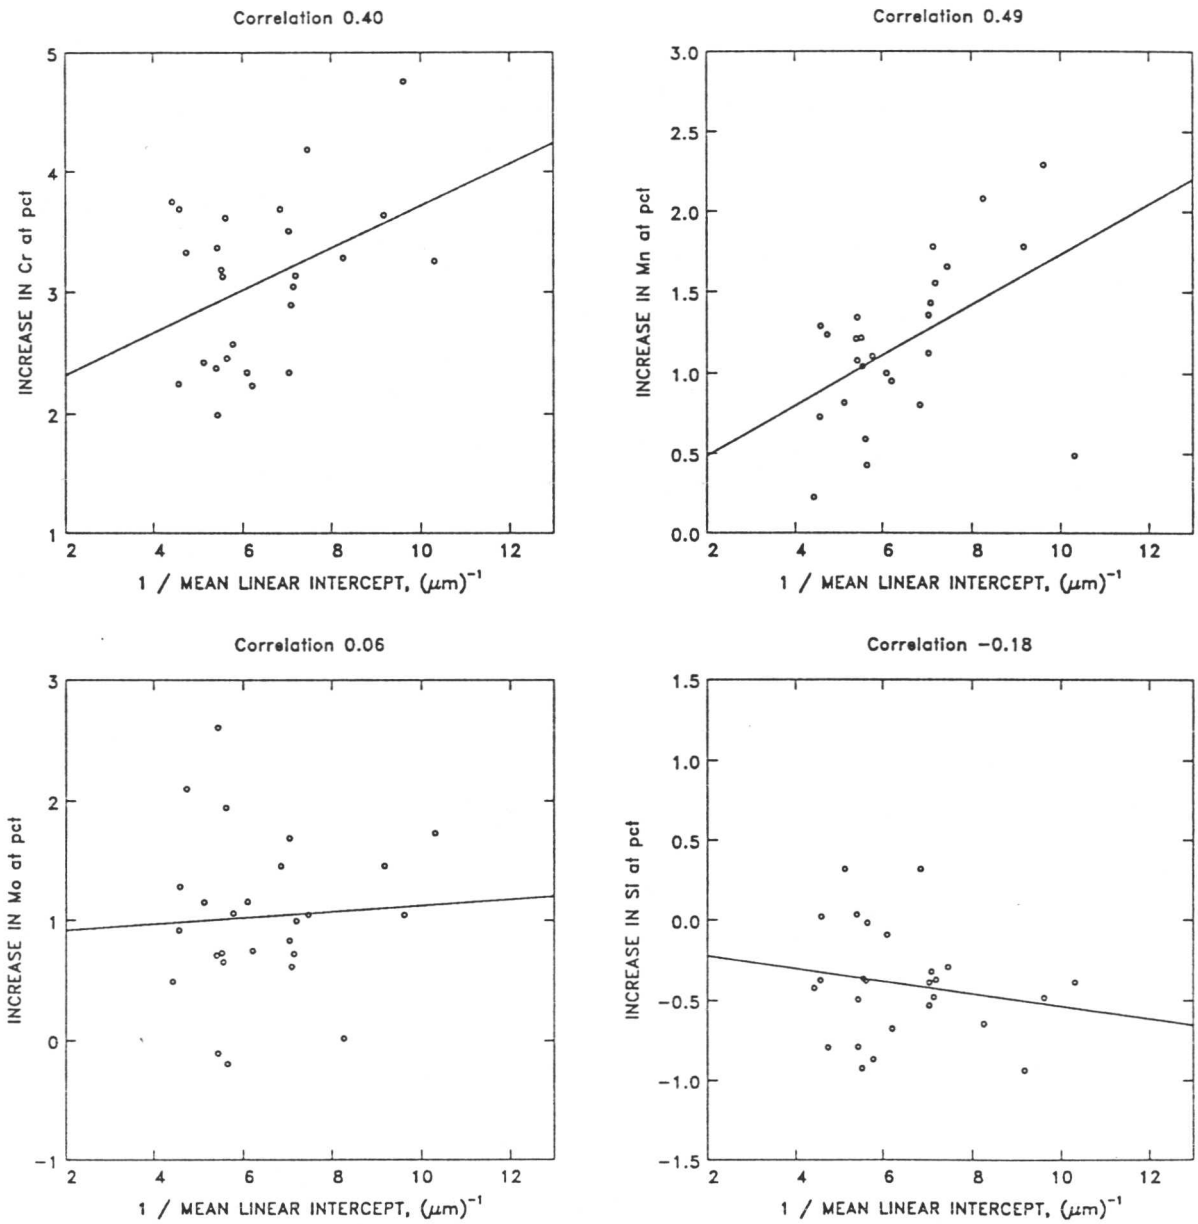 Correlation 0.40
5
4
3
2
1
INCREASE IN Cr at pct
2 4 6 8 10 12
1 / MEAN LINEAR INTERCEPT, (μm)⁻¹
Correlation 0.49
3.0
2.5
2.0
1.5
1.0
0.5
0.0
INCREASE IN Mn at pct
2 4 6 8 10 12
1 / MEAN LINEAR INTERCEPT, (μm)⁻¹
Correlation 0.06
3
2
1
0
−1
INCREASE IN Mo at pct
2 4 6 8 10 12
1 / MEAN LINEAR INTERCEPT, (μm)⁻¹
Correlation −0.18
1.5
1.0
0.5
0.0
−0.5
−1.0
−1.5
INCREASE IN Si at pct
2 4 6 8 10 12
1 / MEAN LINEAR INTERCEPT, (μm)⁻¹